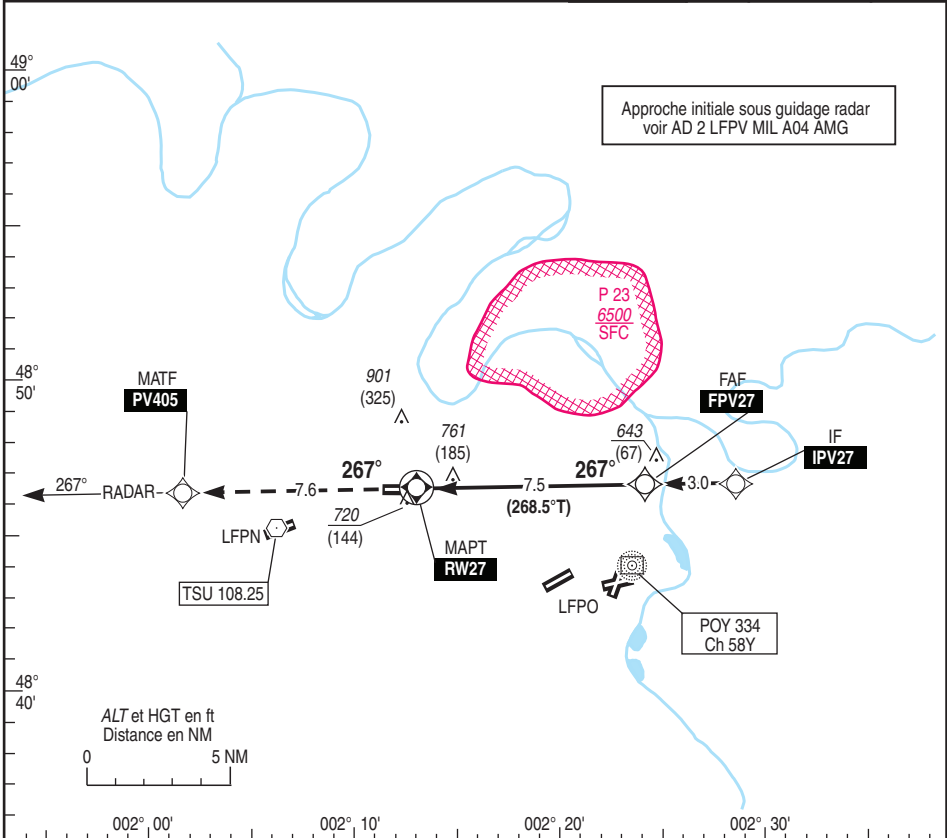 49°
00'
Approche initiale sous guidage radar
voir AD 2 LFPV MIL A04 AMG
P 23
6500
SFC
48°
50'
MATF
PV405
901
(325)
761
(185)
643
(67)
FAF
FPV27
IF
IPV27
267°
RADAR
7.6
267°
7.5
(268.5°T)
267°
3.0
720
(144)
MAPT
RW27
LFPN
TSU 108.25
LFPO
POY 334
Ch 58Y
48°
40'
ALT et HGT en ft
Distance en NM
0
5 NM
002° 00'
002° 10'
002° 20'
002° 30'